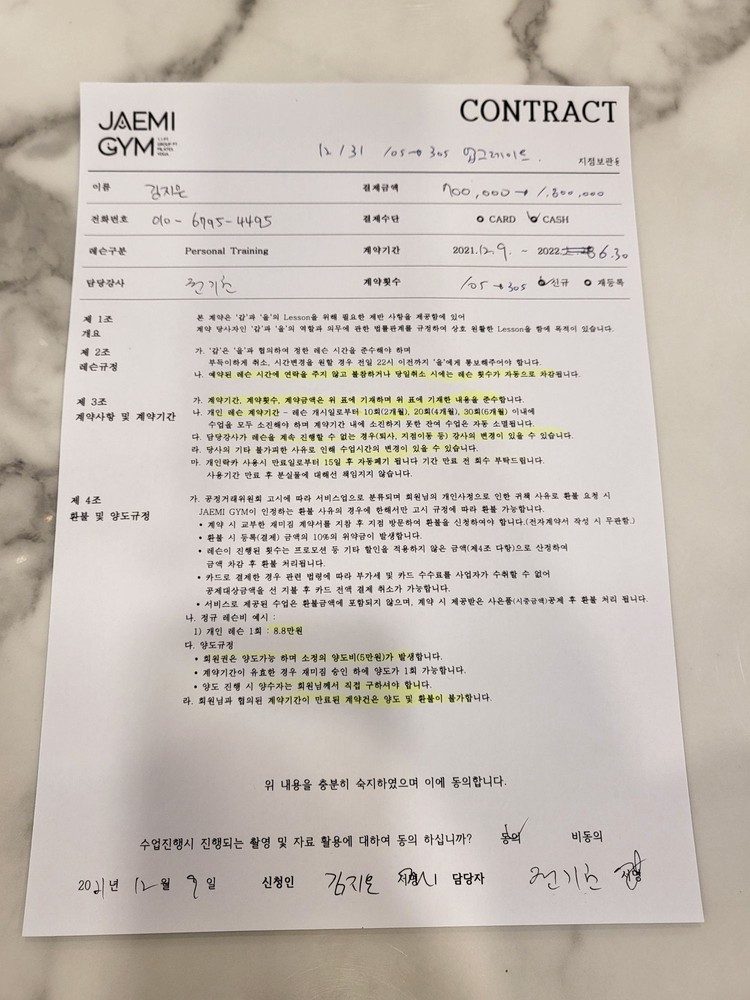 JAEMI
GYM
CONTRACT
12/31 10S → 30S 업그레이드.
지점보관용
이름 김지은 결제금액 700,000 → 1,800,000
전화번호 010-6795-4495 결제수단 CARD CASH
레슨구분 Personal Training 계약기간 2021.12.9. - 2022. 6.30
담당강사 전기찬 계약횟수 10S → 30S 신규 재등록
제 1조 본 계약은 '갑'과 '을'의 Lesson을 위해 필요한 제반 사항을 제공함에 있어
개요 계약 당사자인 '갑'과 '을'의 역할과 의무에 관한 법률관계를 규정하여 상호 원활한 Lesson을 함에 목적이 있습니다.
제 2조 가. '갑'은 '을'과 협의하여 정한 레슨 시간을 준수해야 하며
레슨규정 부득이하게 취소, 시간변경을 원할 경우 전일 22시 이전까지 '을'에게 통보해주어야 합니다.
나. 예약된 레슨 시간에 연락을 주지 않고 불참하거나 당일취소 시에는 레슨 횟수가 자동으로 차감됩니다.
제 3조 가. 계약기간, 계약횟수, 계약금액은 위 표에 기재하며 위 표에 기재한 내용을 준수합니다.
계약사항 및 계약기간 나. 개인 레슨 계약기간 - 레슨 개시일로부터 10회(2개월), 20회(4개월), 30회(6개월) 이내에
수업을 모두 소진해야 하며 계약기간 내에 소진하지 못한 잔여 수업은 자동 소멸됩니다.
다. 담당강사가 레슨을 계속 진행할 수 없는 경우(퇴사, 지점이동 등) 강사의 변경이 있을 수 있습니다.
라. 강사의 기타 불가피한 사유로 인해 수업시간의 변경이 있을 수 있습니다.
마. 개인락카 사용시 만료일로부터 15일 후 자동폐기 됩니다 기간 만료 전 회수 부탁드립니다.
사용기간 만료 후 분실물에 대해선 책임지지 않습니다.
제 4조 가. 공정거래위원회 고시에 따라 서비스업으로 분류되며 회원님의 개인사정으로 인한 귀책 사유로 환불 요청 시
환불 및 양도규정 JAEMI GYM이 인정하는 환불 사유의 경우에 한해서만 고시 규정에 따라 환불 가능합니다.
• 계약 시 교부한 재미짐 계약서를 지참 후 지점 방문하여 환불을 신청하여야 합니다.(전자계약서 작성 시 무관함.)
• 환불 시 등록(결제) 금액의 10%의 위약금이 발생합니다.
• 레슨이 진행된 횟수는 프로모션 등 기타 할인을 적용하지 않은 금액(제4조 다항)으로 산정하여
금액 차감 후 환불 처리됩니다.
• 카드로 결제한 경우 관련 법령에 따라 부가세 및 카드 수수료를 사업자가 수취할 수 없어
공제대상금액을 선 지불 후 카드 전액 결제 취소가 가능합니다.
• 서비스로 제공된 수업은 환불금액에 포함되지 않으며, 계약 시 제공받은 사은품(시중금액)공제 후 환불 처리 됩니다.
나. 정규 레슨비 예시 :
1) 개인 레슨 1회 : 8.8만원
다. 양도규정
• 회원권은 양도가능 하며 소정의 양도비(5만원)가 발생합니다.
• 계약기간이 유효한 경우 재미짐 승인 하에 양도가 1회 가능합니다.
• 양도 진행 시 양수자는 회원님께서 직접 구하셔야 합니다.
라. 회원님과 협의된 계약기간이 만료된 계약건은 양도 및 환불이 불가합니다.
위 내용을 충분히 숙지하였으며 이에 동의합니다.
수업진행시 진행되는 촬영 및 자료 활용에 대하여 동의 하십니까? 동의 비동의
2021년 12월 9일 신청인 김지은 서명 담당자 전기찬 서명